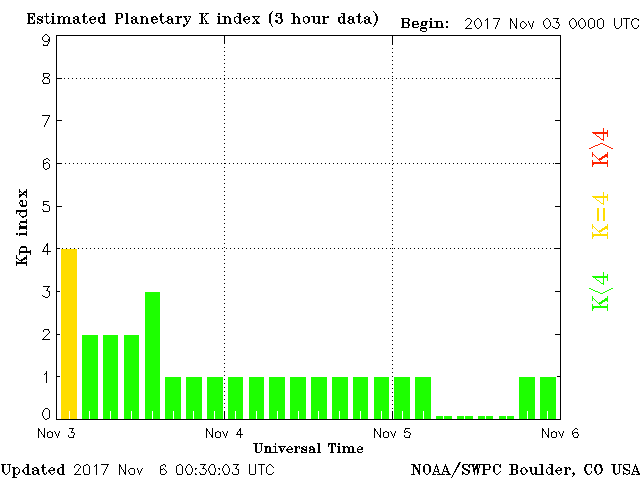 Estimated Planetary K index (3 hour data)
Begin: 2017 Nov 03 0000 UTC
9
8
7
6
5
4
3
2
1
0
Kp index
Nov 3
Nov 4
Nov 5
Nov 6
Universal Time
K>4
K=4
K<4
Updated 2017 Nov 6 00:30:03 UTC
NOAA/SWPC Boulder, CO USA